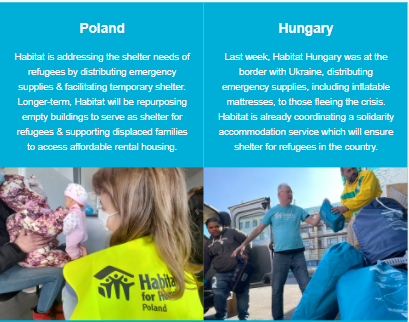 Poland
Habitat is addressing the shelter needs of
refugees by distributing emergency
supplies & facilitating temporary shelter.
Longer-term, Habitat will be repurposing
empty buildings to serve as shelter for
refugees & supporting displaced families
to access affordable rental housing.
Hungary
Last week, Habitat Hungary was at the
border with Ukraine, distributing
emergency supplies, including inflatable
mattresses, to those fleeing the crisis.
Habitat is already coordinating a solidarity
accommodation service which will ensure
shelter for refugees in the country.
Habitat
for H
Poland